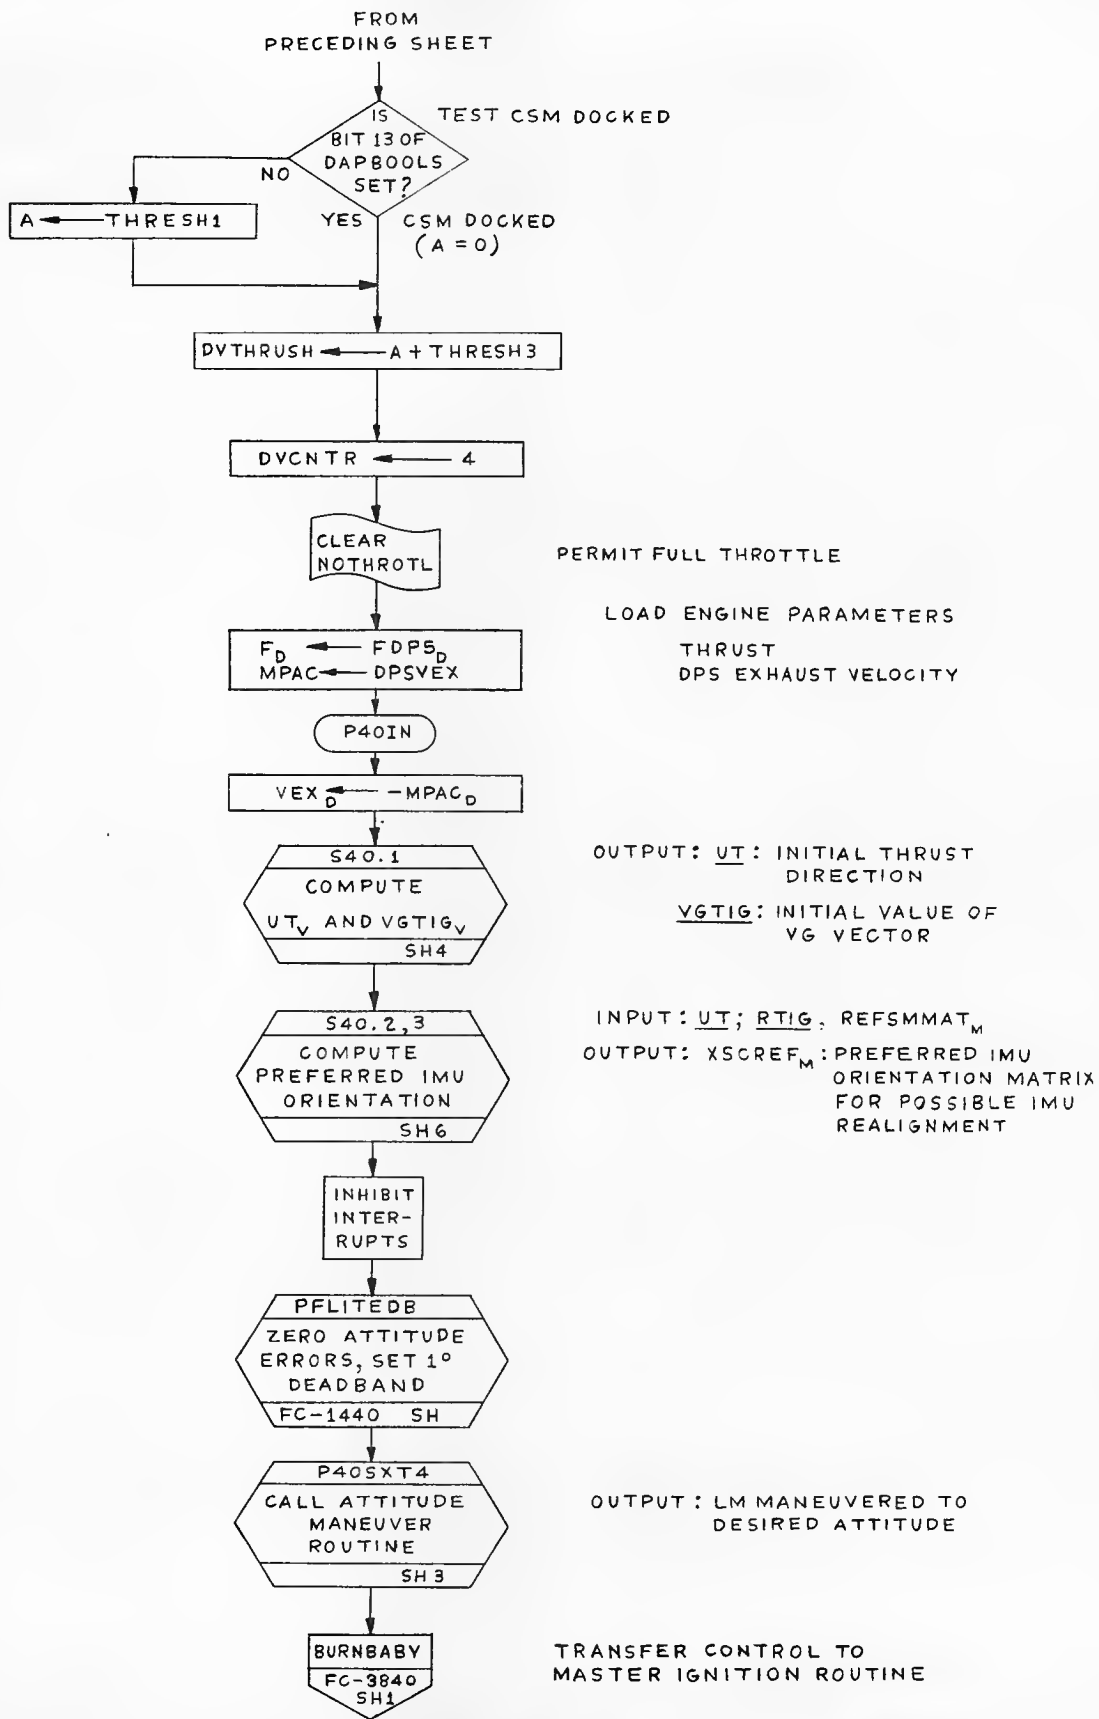 FROM
PRECEDING SHEET
IS
BIT 13 OF
DAPBOOLS
SET?
TEST CSM DOCKED
NO
A ← THRESH1
YES
CSM DOCKED
(A = 0)
DVTHRUSH ← A + THRESH3
DVCNTR ← 4
CLEAR
NOTHROTL
PERMIT FULL THROTTLE
LOAD ENGINE PARAMETERS
F_D ← FDPS_D
MPAC ← DPSVEX
THRUST
DPS EXHAUST VELOCITY
P40IN
VEX_D ← -MPAC_D
S40.1
COMPUTE
UT_V AND VGTIG_V
SH4
OUTPUT: UT: INITIAL THRUST
DIRECTION
VGTIG: INITIAL VALUE OF
VG VECTOR
S40.2,3
COMPUTE
PREFERRED IMU
ORIENTATION
SH6
INPUT: UT; RTIG, REFSMMAT_M
OUTPUT: XSCREF_M: PREFERRED IMU
ORIENTATION MATRIX
FOR POSSIBLE IMU
REALIGNMENT
INHIBIT
INTER-
RUPTS
PFLITEDB
ZERO ATTITUDE
ERRORS, SET 1°
DEADBAND
FC-1440 SH
P40SXT4
CALL ATTITUDE
MANEUVER
ROUTINE
SH3
OUTPUT: LM MANEUVERED TO
DESIRED ATTITUDE
BURNBABY
FC-3840
SH1
TRANSFER CONTROL TO
MASTER IGNITION ROUTINE